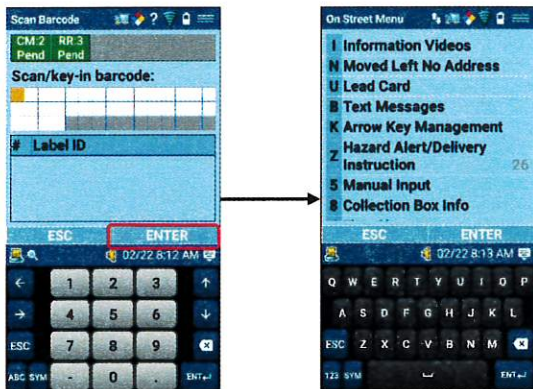 Scan Barcode
?
CM:2 RR:3
Pend Pend
Scan/key-in barcode:
# Label ID
ESC ENTER
02/22 8:12 AM
1 2 3
4 5 6
ESC 7 8 9
ABC SYM - 0 . ENT
On Street Menu
?
I Information Videos
N Moved Left No Address
U Lead Card
B Text Messages
K Arrow Key Management
Z Hazard Alert/Delivery
Instruction 26
5 Manual Input
8 Collection Box Info
ESC ENTER
02/22 8:13 AM
Q W E R T Y U I O P
A S D F G H J K L
ESC Z X C V B N M
123 SYM ENT